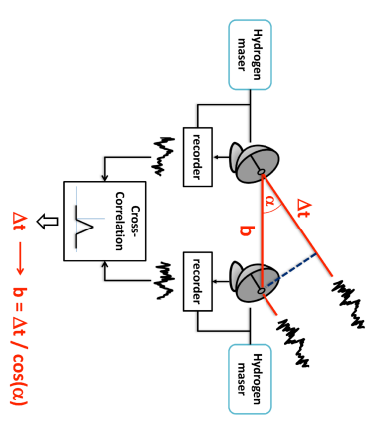 Hydrogen
maser
Δt
α
b
recorder
recorder
Hydrogen
maser
Cross-
Correlation
Δt → b = Δt / cos(α)